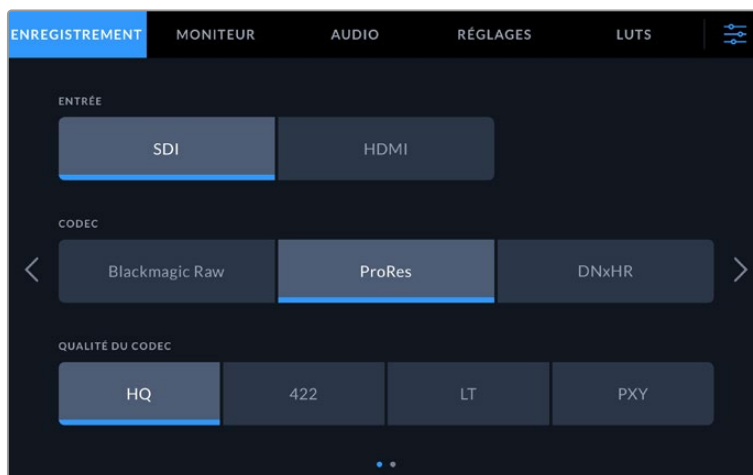 ENREGISTREMENT MONITEUR AUDIO RÉGLAGES LUTS
ENTRÉE
SDI HDMI
CODEC
Blackmagic Raw ProRes DNxHR
QUALITÉ DU CODEC
HQ 422 LT PXY